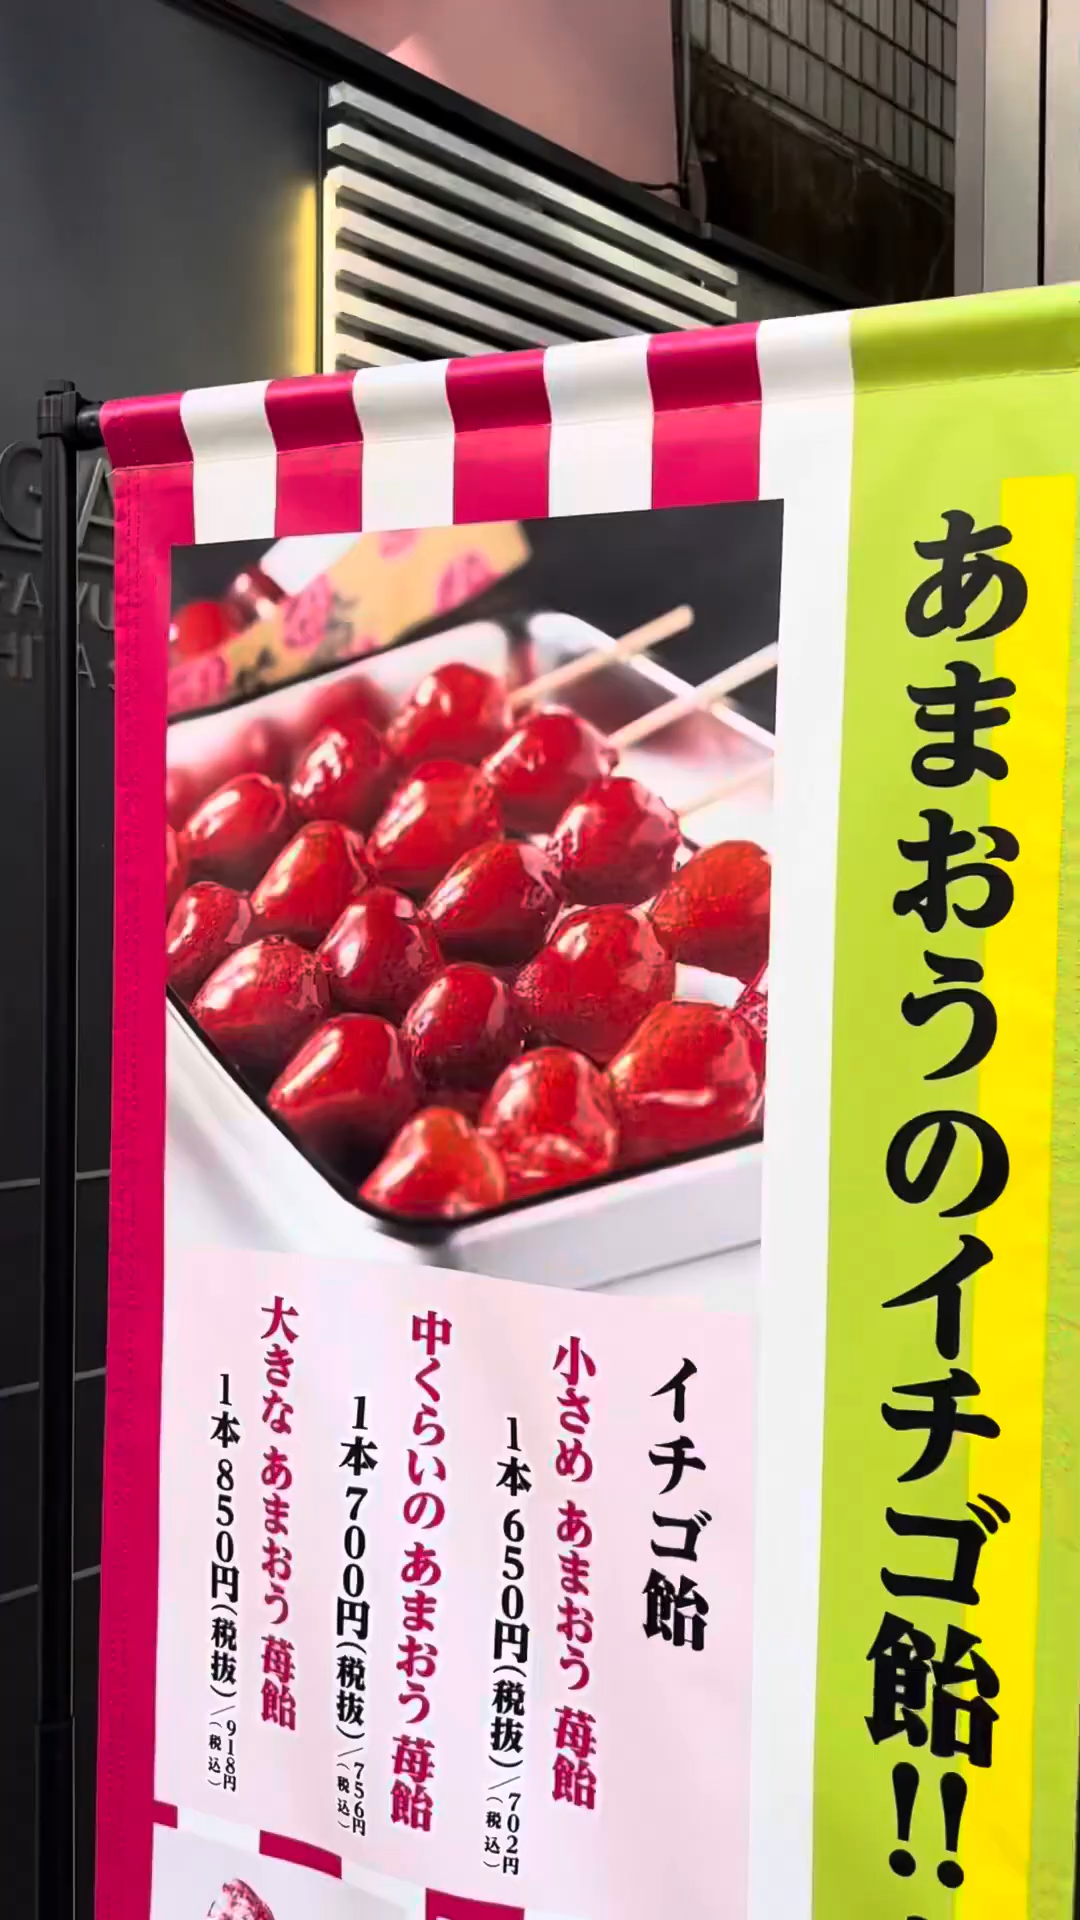 あまおうのイチゴ飴!!
イチゴ飴
小さめ あまおう 苺飴
1本 650円(税抜)/702円(税込)
中くらいの あまおう 苺飴
1本 700円(税抜)/756円(税込)
大きな あまおう 苺飴
1本 850円(税抜)/918円(税込)